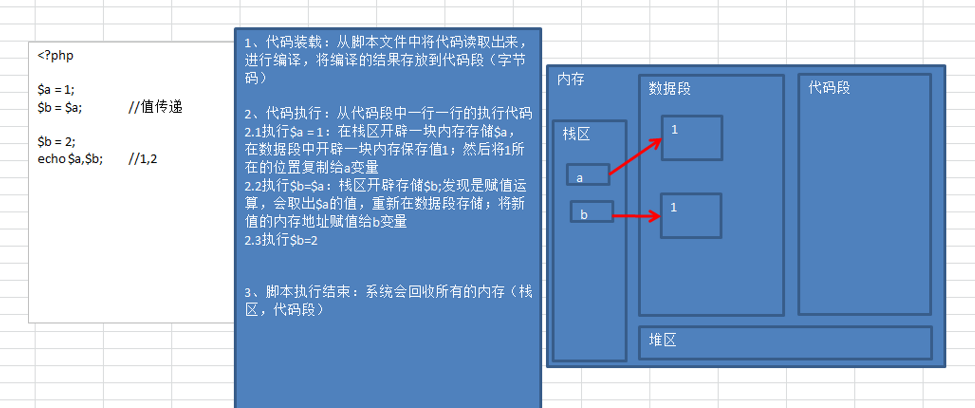 <?php
$a = 1;
$b = $a; //值传递
$b = 2;
echo $a,$b; //1,2
1、代码装载：从脚本文件中将代码读取出来，
进行编译，将编译的结果存放到代码段（字节
码）
2、代码执行：从代码段中一行一行的执行代码
2.1执行$a = 1：在栈区开辟一块内存存储$a，
在数据段中开辟一块内存保存值1；然后将1所
在的位置复制给a变量
2.2执行$b=$a：栈区开辟存储$b;发现是赋值运
算，会取出$a的值，重新在数据段存储；将新
值的内存地址赋值给b变量
2.3执行$b=2
3、脚本执行结束：系统会回收所有的内存（栈
区，代码段）
内存
数据段
代码段
栈区
1
a
b
1
堆区